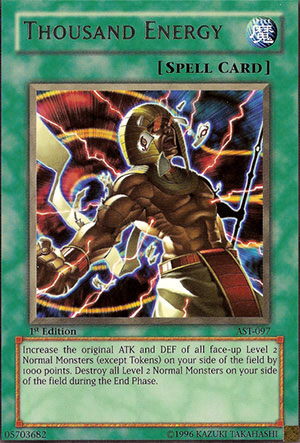 Thousand Energy
[Spell Card]
1st Edition
AST-097
Increase the original ATK and DEF of all face-up Level 2
Normal Monsters (except Tokens) on your side of the field by
1000 points. Destroy all Level 2 Normal Monsters on your side
of the field during the End Phase.
05703682
©1996 KAZUKI TAKAHASHI